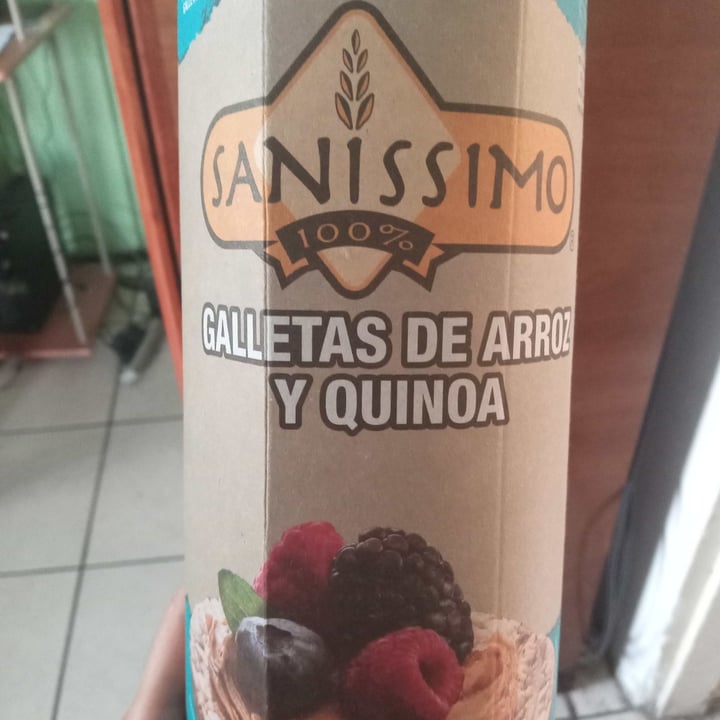 SANISSIMO
100%
®
GALLETAS DE ARROZ
Y QUINOA